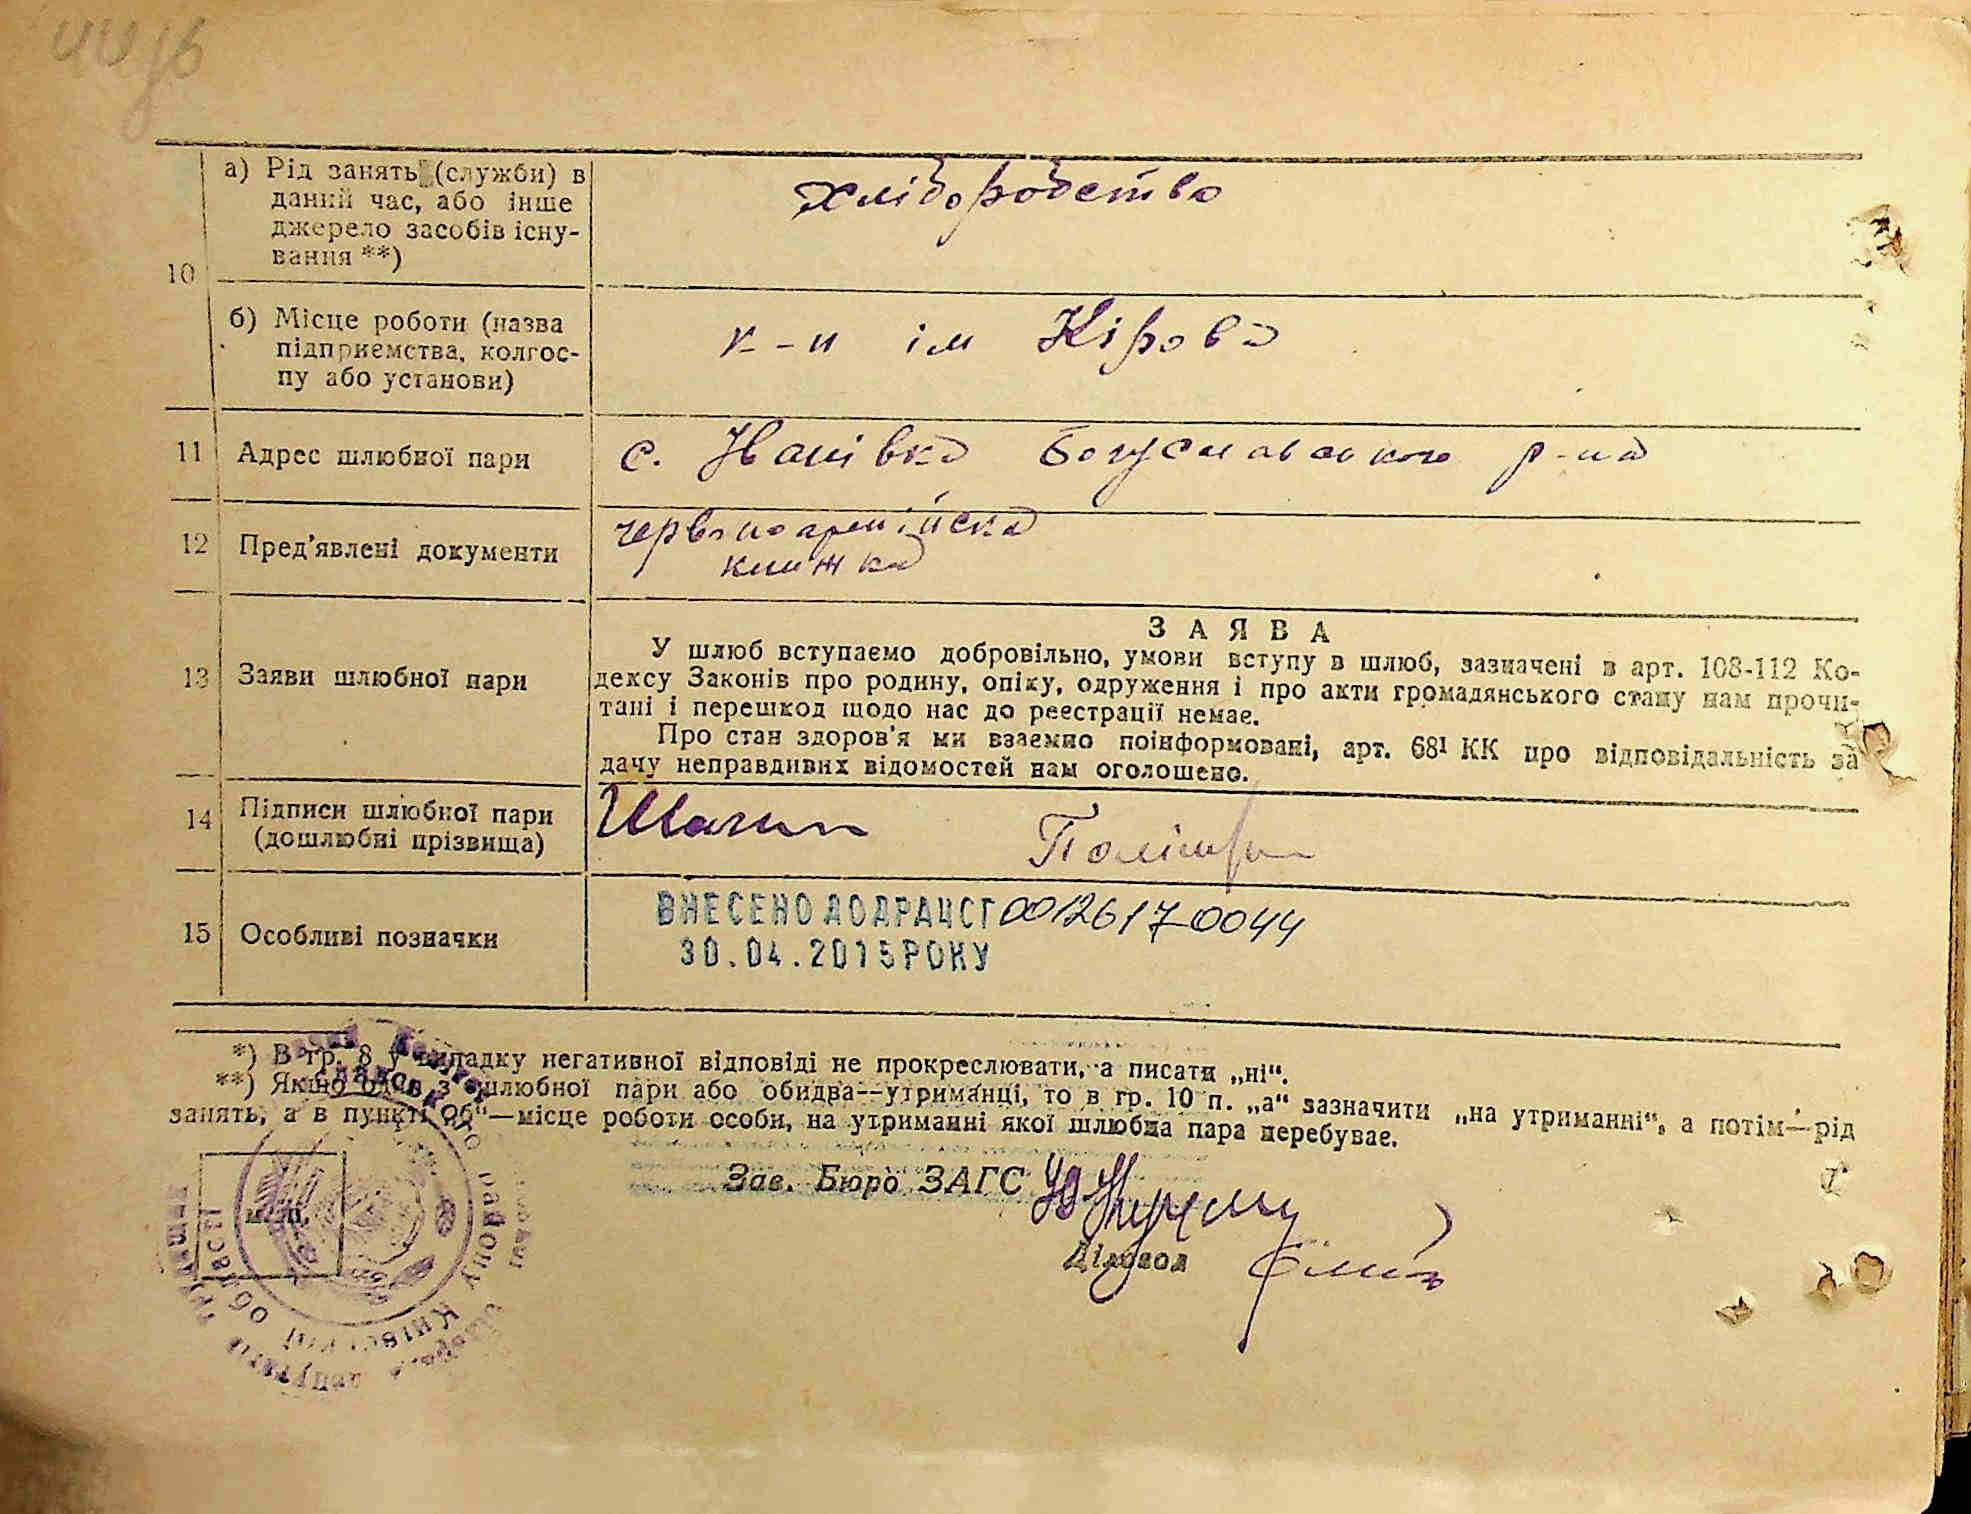 10
а) Рід занять (служби) в
даний час, або інше
джерело засобів існу-
вання **)
хліборобство
б) Місце роботи (назва
підприємства, колгос-
пу або установи)
к-п ім Кірова
11 Адрес шлюбної пари
с. Богуславського р-на
12 Пред'явлені документи
червоноармійска
книжка
13 Заяви шлюбної пари
ЗАЯВА
У шлюб вступаємо добровільно, умови вступу в шлюб, зазначені в арт. 108-112 Ко-
дексу Законів про родину, опіку, одруження і про акти громадянського стану нам прочи-
тані і перешкод щодо нас до реєстрації немає.
Про стан здоров'я ми взаємно поінформовані, арт. 68¹ КК про відповідальність за
дачу неправдивих відомостей нам оголошено.
14 Підписи шлюбної пари
(дошлюбні прізвища)
15 Особливі позначки
ВНЕСЕНО ДО ДРАЦСГ 00126170044
30.04.2015 РОКУ
*) В гр. 8 у випадку негативної відповіді не прокреслювати, а писати „ні“.
**) Якщо одно з шлюбної пари або обидва—утриманці, то в гр. 10 п. „а“ зазначити „на утриманні“, а потім—рід
занять, а в пункті „об“—місце роботи особи, на утриманні якої шлюбна пара перебуває.
Зав. Бюро ЗАГС
Діловод
м. п.
району Київської області